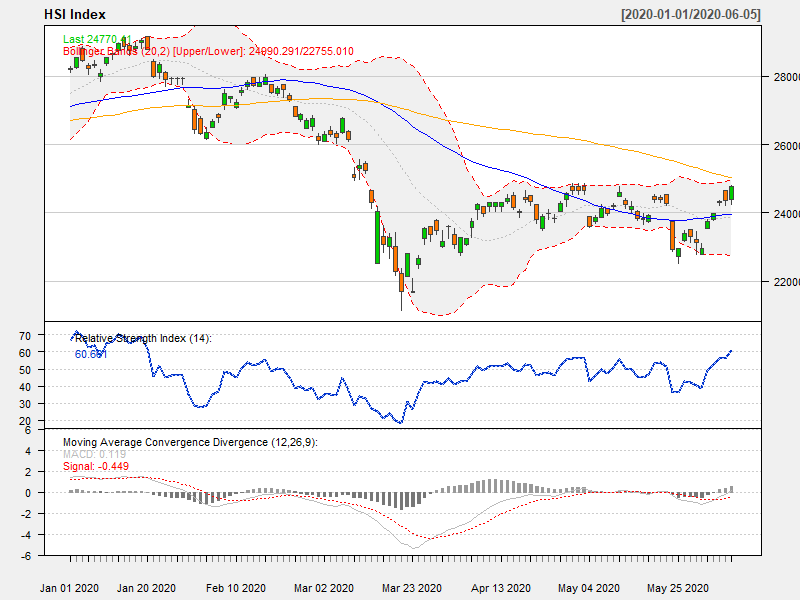 HSI Index
[2020-01-01/2020-06-05]
Last 24770.41
Bollinger Bands (20,2) [Upper/Lower]: 24990.291/22755.010
28000
26000
24000
22000
Relative Strength Index (14):
60.661
70
60
50
40
30
20
Moving Average Convergence Divergence (12,26,9):
MACD: 0.119
Signal: -0.449
6
4
2
0
-2
-4
-6
Jan 01 2020 Jan 20 2020 Feb 10 2020 Mar 02 2020 Mar 23 2020 Apr 13 2020 May 04 2020 May 25 2020